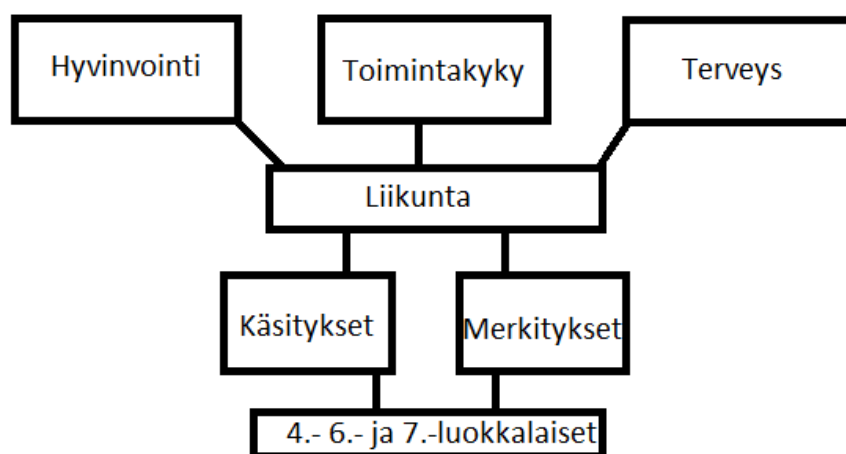 Hyvinvointi
Toimintakyky
Terveys
Liikunta
Käsitykset
Merkitykset
4.- 6.- ja 7.-luokkalaiset